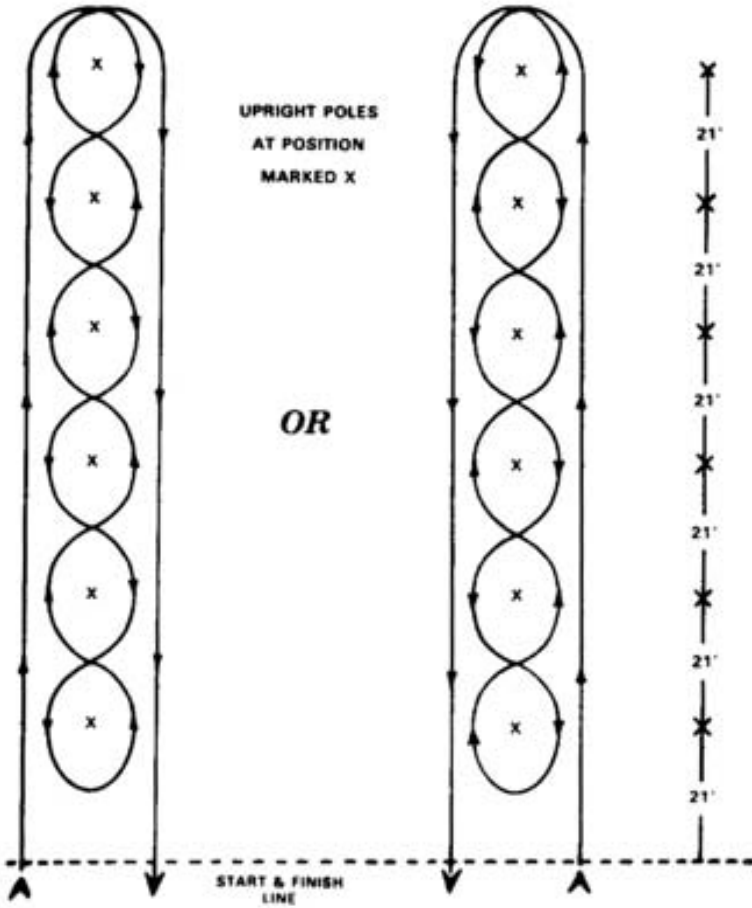 UPRIGHT POLES
AT POSITION
MARKED X
OR
X
X
X
X
X
X
X
X
X
X
X
X
21'
21'
21'
21'
21'
21'
START & FINISH
LINE